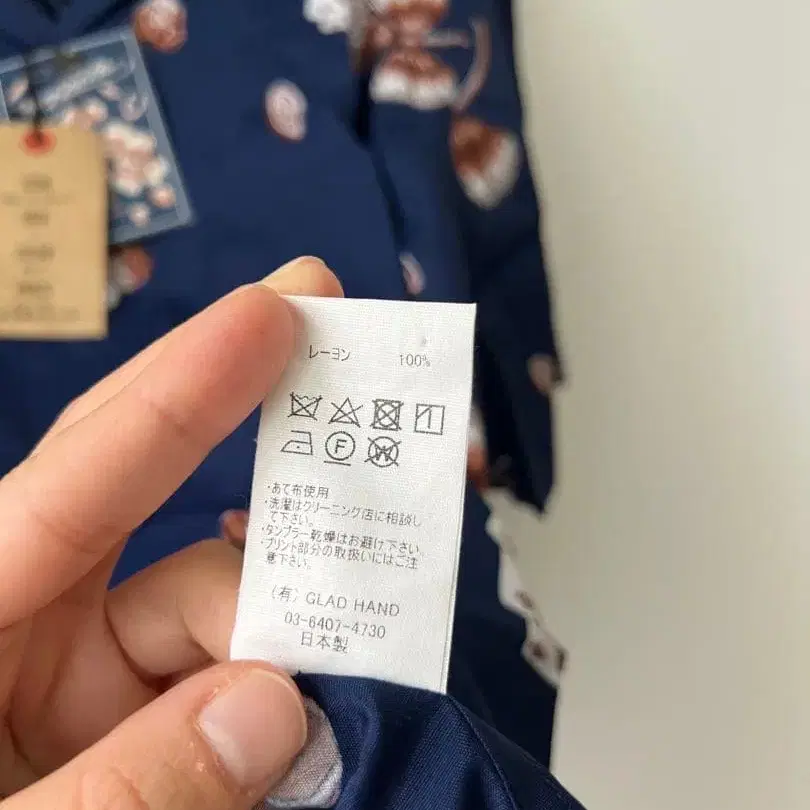 レーヨン 100%
F
W
・あて布使用
・洗濯はクリーニング店に相談し
て下さい。
・タンブラー乾燥はお避け下さい。
・プリント部分の取扱いにはご注
意下さい。
(有) GLAD HAND
03-6407-4730
日本製